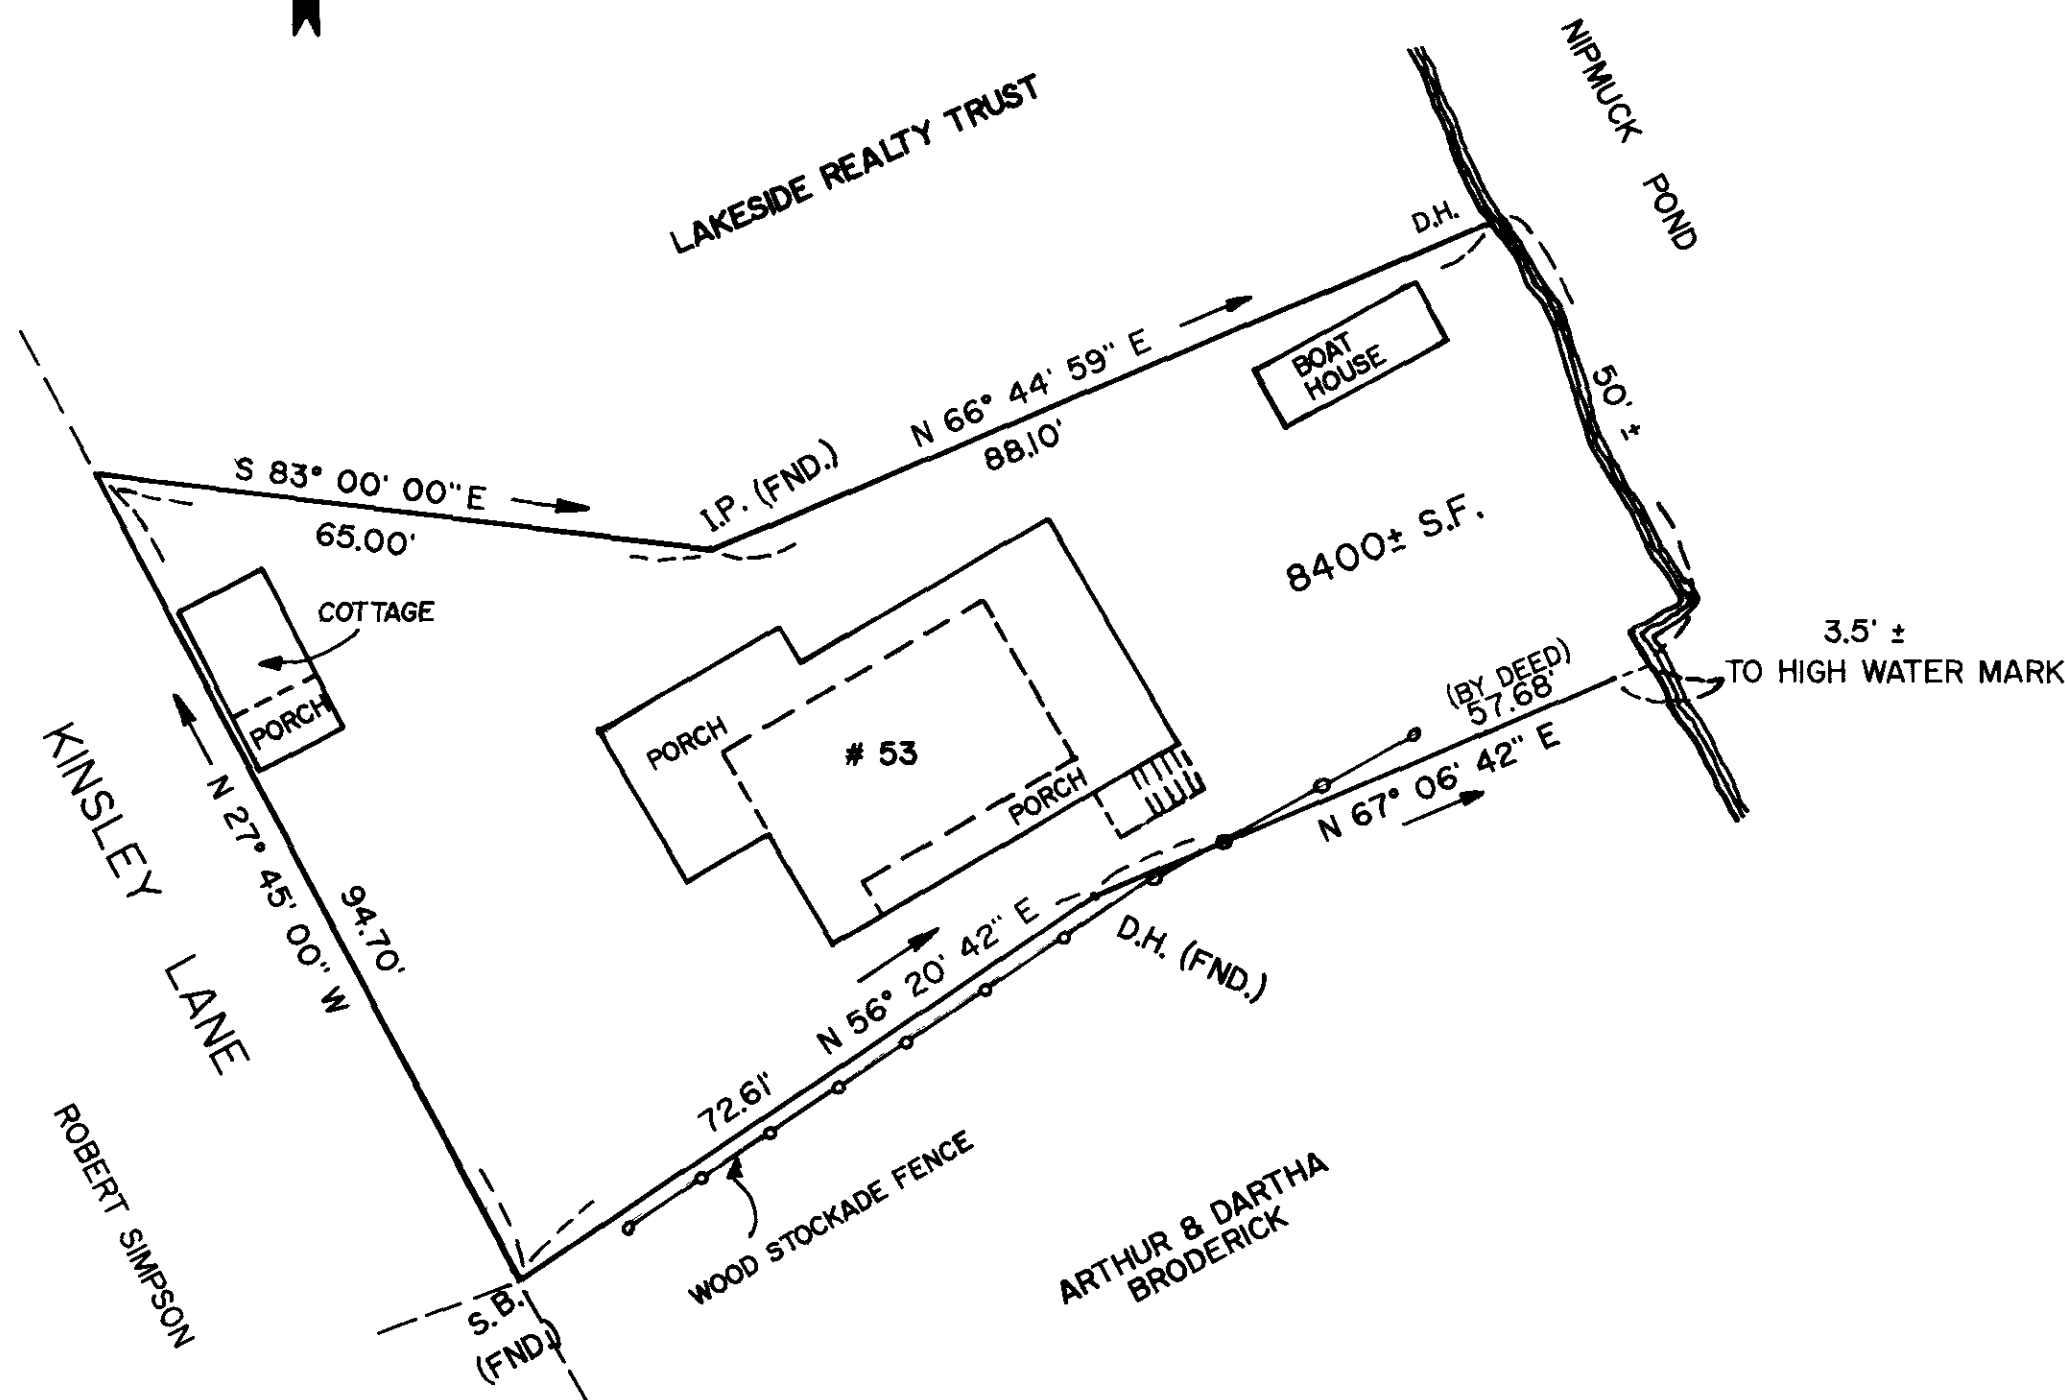 NIPMUCK POND
LAKESIDE REALTY TRUST
D.H.
N 66° 44' 59" E
88.10'
BOAT
HOUSE
50' ±
S 83° 00' 00" E
65.00'
I.P. (FND.)
8400± S.F.
COTTAGE
PORCH
3.5' ±
TO HIGH WATER MARK
(BY DEED)
57.68'
N 67° 06' 42" E
PORCH
# 53
PORCH
KINSLEY LANE
N 27° 45' 00" W
94.70'
D.H. (FND.)
N 56° 20' 42" E
72.61'
WOOD STOCKADE FENCE
ROBERT SIMPSON
ARTHUR & DARTHA
BRODERICK
S.B.
(FND.)